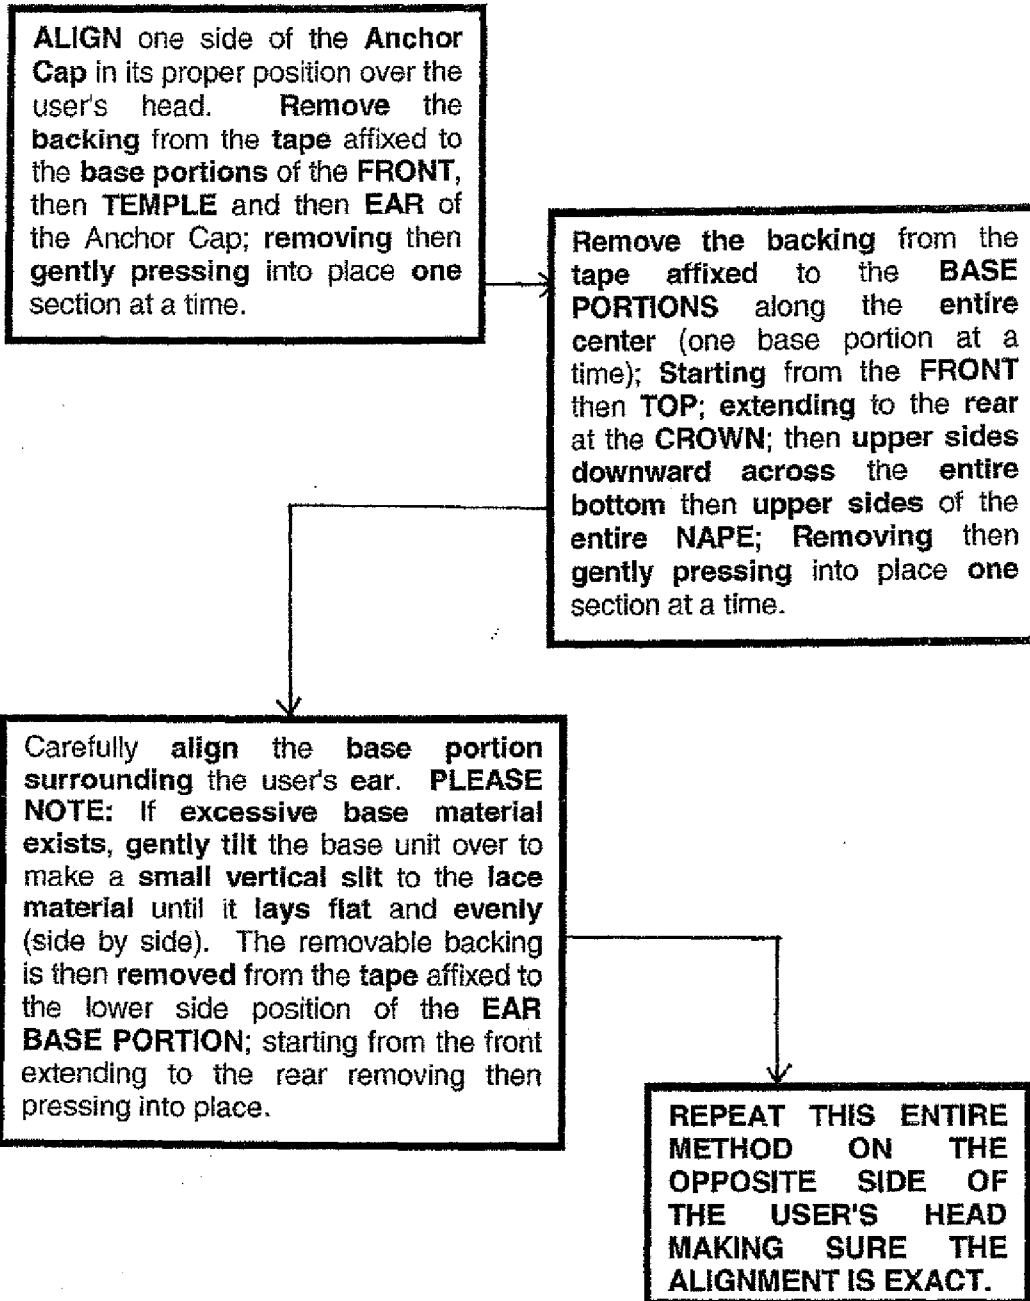 ALIGN one side of the Anchor
Cap in its proper position over the
user's head. Remove the
backing from the tape affixed to
the base portions of the FRONT,
then TEMPLE and then EAR of
the Anchor Cap; removing then
gently pressing into place one
section at a time.
Remove the backing from the
tape affixed to the BASE
PORTIONS along the entire
center (one base portion at a
time); Starting from the FRONT
then TOP; extending to the rear
at the CROWN; then upper sides
downward across the entire
bottom then upper sides of the
entire NAPE; Removing then
gently pressing into place one
section at a time.
Carefully align the base portion
surrounding the user's ear. PLEASE
NOTE: If excessive base material
exists, gently tilt the base unit over to
make a small vertical slit to the lace
material until it lays flat and evenly
(side by side). The removable backing
is then removed from the tape affixed to
the lower side position of the EAR
BASE PORTION; starting from the front
extending to the rear removing then
pressing into place.
REPEAT THIS ENTIRE
METHOD ON THE
OPPOSITE SIDE OF
THE USER'S HEAD
MAKING SURE THE
ALIGNMENT IS EXACT.